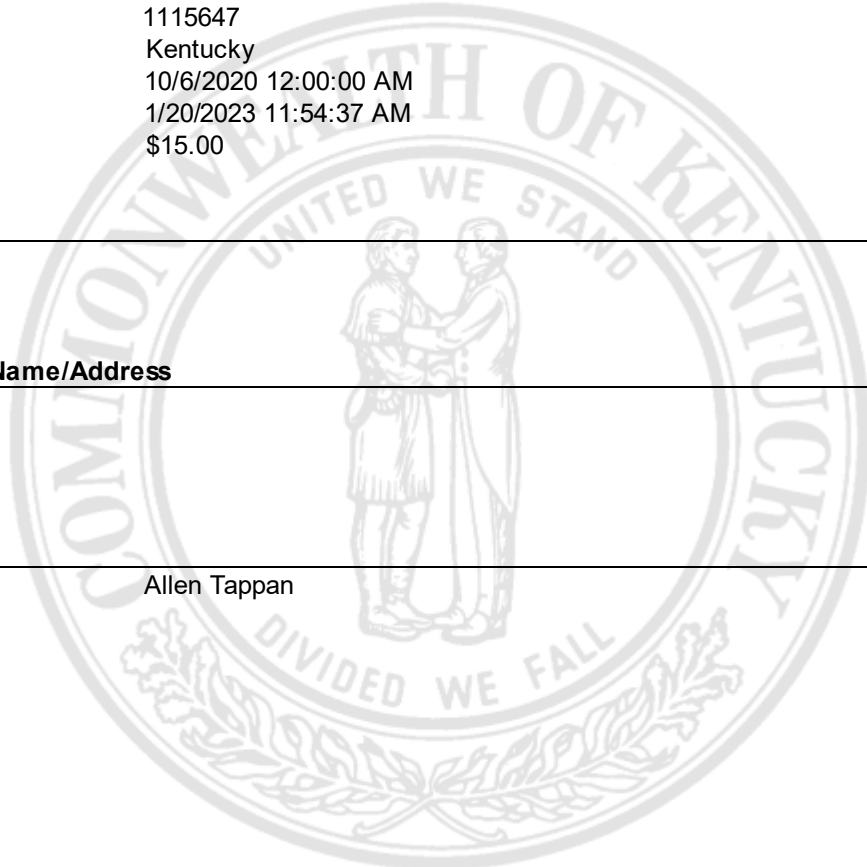 1115647
Kentucky
10/6/2020 12:00:00 AM
1/20/2023 11:54:37 AM
$15.00
COMMONWEALTH OF KENTUCKY
UNITED WE STAND
Name/Address
Allen Tappan
DIVIDED WE FALL